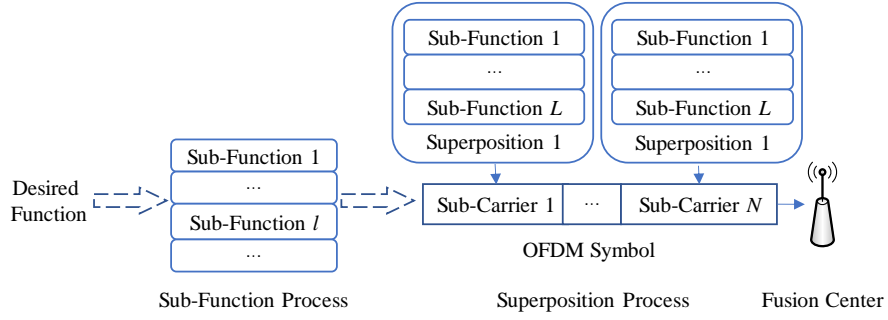 Sub-Function 1
...
Sub-Function L
Superposition 1
Sub-Function 1
...
Sub-Function L
Superposition 1
Desired
Function
Sub-Function 1
...
Sub-Function l
...
Sub-Carrier 1
...
Sub-Carrier N
OFDM Symbol
Sub-Function Process
Superposition Process
Fusion Center